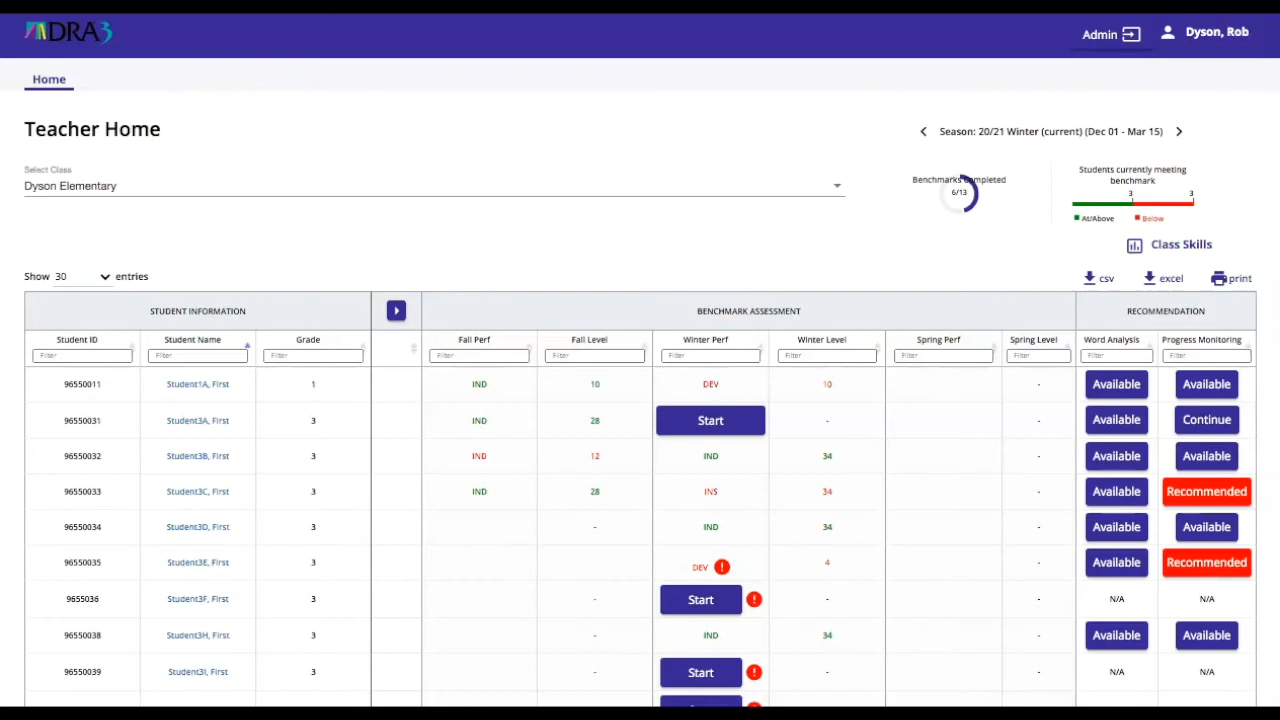 DRA3
Admin
Dyson, Rob
Home
Teacher Home
Season: 20/21 Winter (current) (Dec 01 - Mar 15)
Select Class
Dyson Elementary
Benchmarks Completed
6/13
Students currently meeting
benchmark
3 3
At/Above Below
Class Skills
Show 30 entries
csv excel print
STUDENT INFORMATION BENCHMARK ASSESSMENT RECOMMENDATION
Student ID Student Name Grade Fall Perf Fall Level Winter Perf Winter Level Spring Perf Spring Level Word Analysis Progress Monitoring
Filter Filter Filter Filter Filter Filter Filter Filter Filter Filter Filter
96550011 Student1A, First 1 IND 10 DEV 10 - Available Available
96550031 Student3A, First 3 IND 28 Start - - Available Continue
96550032 Student3B, First 3 IND 12 IND 34 - Available Available
96550033 Student3C, First 3 IND 28 INS 34 - Available Recommended
96550034 Student3D, First 3 - IND 34 - Available Available
96550035 Student3E, First 3 - DEV ! 4 - Available Recommended
9655036 Student3F, First 3 - Start ! - - N/A N/A
96550038 Student3H, First 3 - IND 34 - Available Available
96550039 Student3I, First 3 - Start ! - - N/A N/A